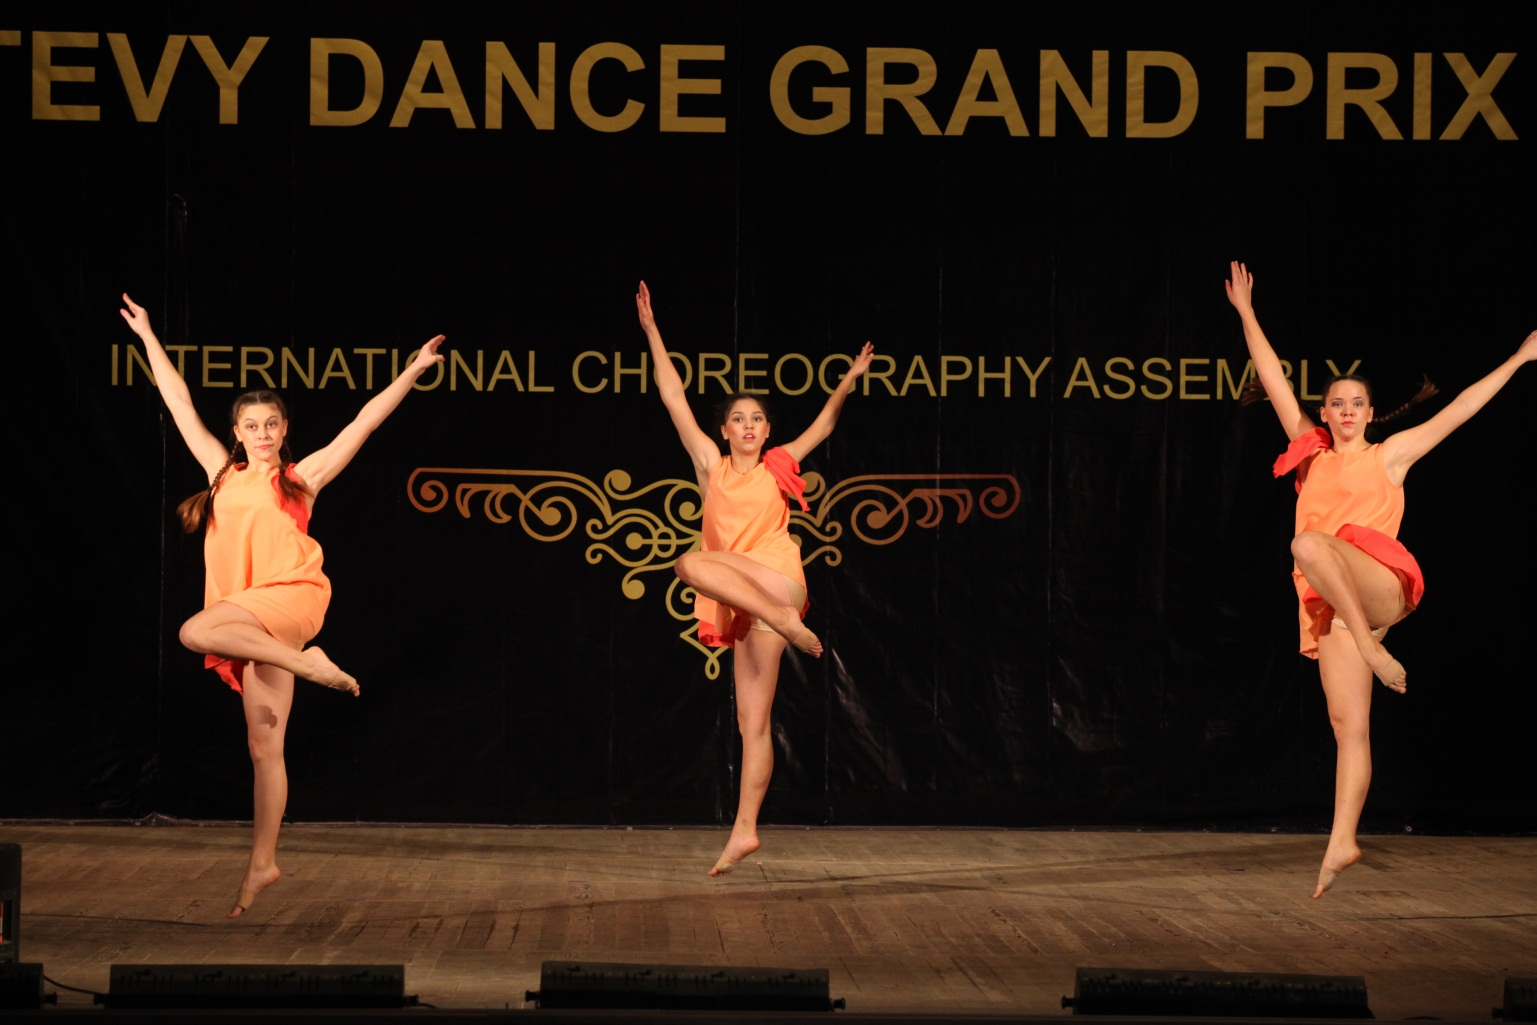 TEVY DANCE GRAND PRIX
INTERNATIONAL CHOREOGRAPHY ASSEMBLY